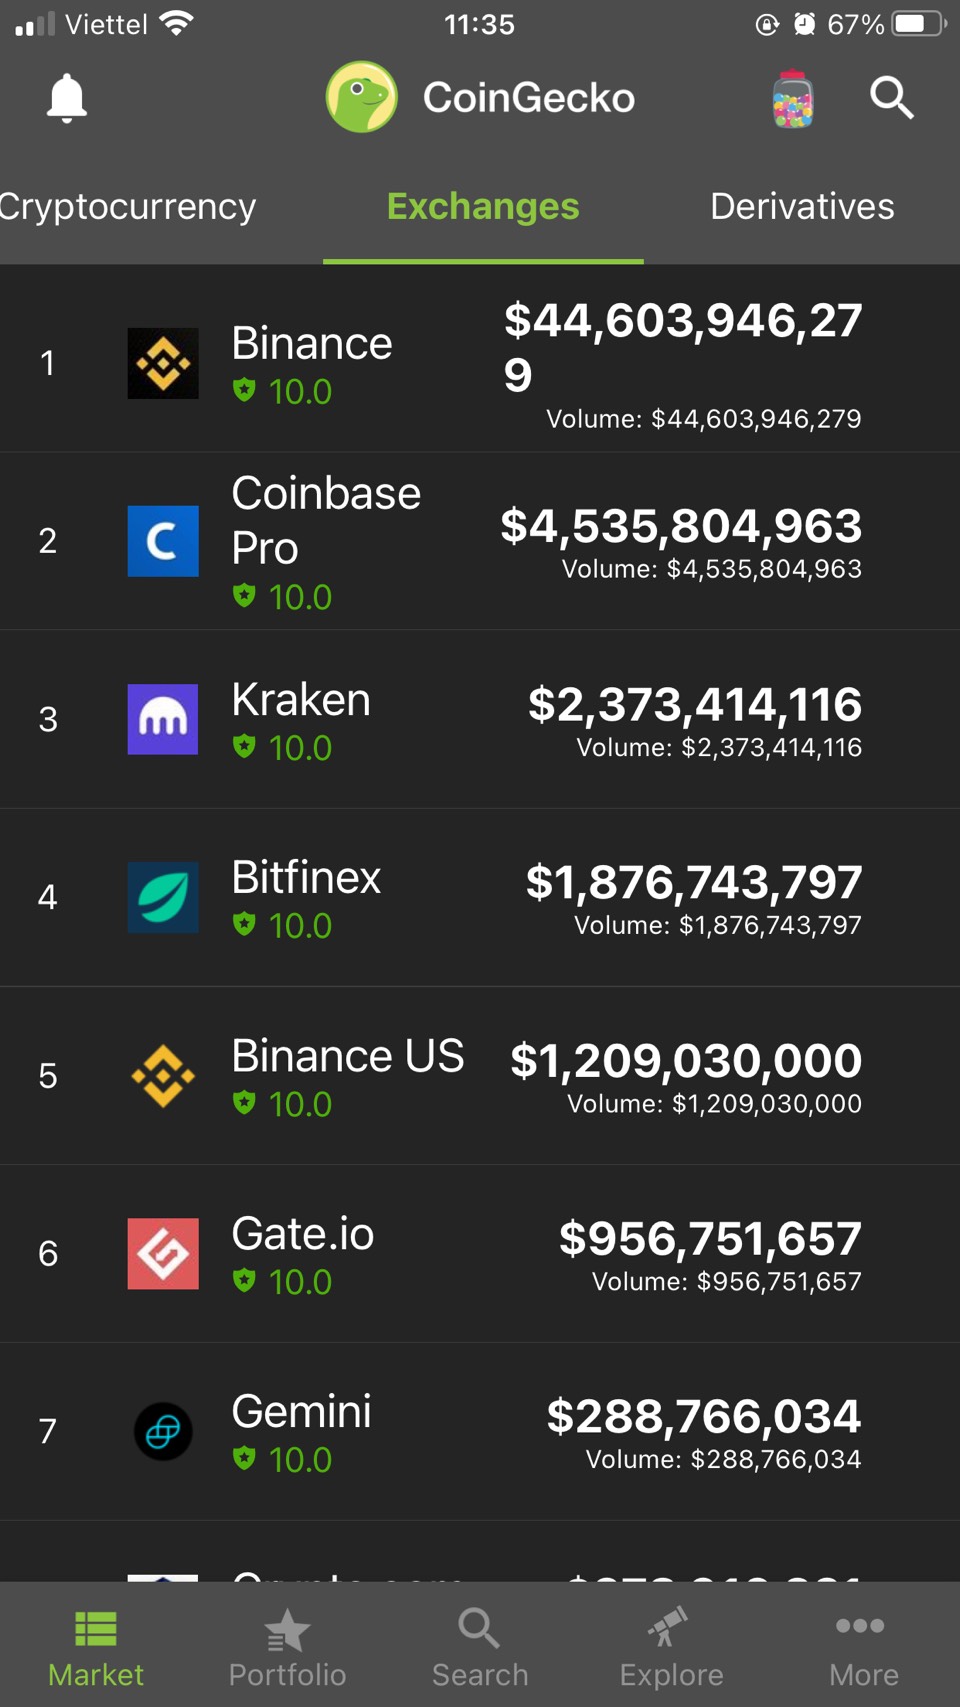 Viettel 11:35 67%
CoinGecko
Cryptocurrency Exchanges Derivatives
1 Binance $44,603,946,27
9
10.0 Volume: $44,603,946,279
2 Coinbase
Pro $4,535,804,963
10.0 Volume: $4,535,804,963
3 Kraken $2,373,414,116
10.0 Volume: $2,373,414,116
4 Bitfinex $1,876,743,797
10.0 Volume: $1,876,743,797
5 Binance US $1,209,030,000
10.0 Volume: $1,209,030,000
6 Gate.io $956,751,657
10.0 Volume: $956,751,657
7 Gemini $288,766,034
10.0 Volume: $288,766,034
Market Portfolio Search Explore More